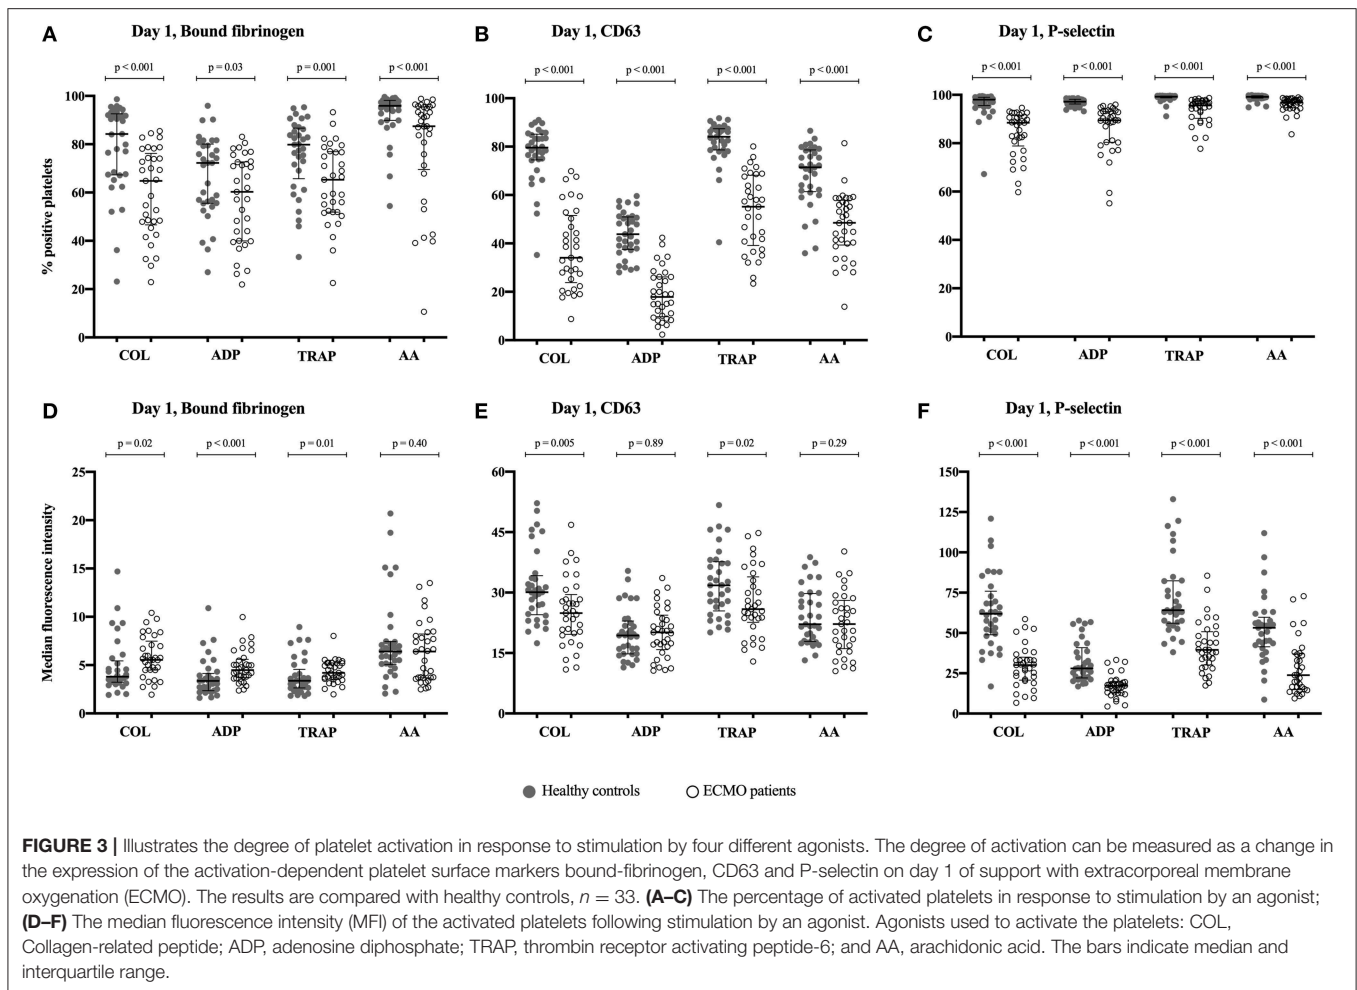 A Day 1, Bound fibrinogen
p < 0.001 p = 0.03 p = 0.001 p < 0.001
% positive platelets
100
80
60
40
20
0
COL ADP TRAP AA
B Day 1, CD63
p < 0.001 p < 0.001 p < 0.001 p < 0.001
100
80
60
40
20
0
COL ADP TRAP AA
C Day 1, P-selectin
p < 0.001 p < 0.001 p < 0.001 p < 0.001
100
80
60
40
20
0
COL ADP TRAP AA
D Day 1, Bound fibrinogen
p = 0.02 p < 0.001 p = 0.01 p = 0.40
Median fluorescence intensity
25
20
15
10
5
0
COL ADP TRAP AA
E Day 1, CD63
p = 0.005 p = 0.89 p = 0.02 p = 0.29
60
45
30
15
0
COL ADP TRAP AA
F Day 1, P-selectin
p < 0.001 p < 0.001 p < 0.001 p < 0.001
150
125
100
75
50
25
0
COL ADP TRAP AA
Healthy controls ECMO patients
FIGURE 3 | Illustrates the degree of platelet activation in response to stimulation by four different agonists. The degree of activation can be measured as a change in
the expression of the activation-dependent platelet surface markers bound-fibrinogen, CD63 and P-selectin on day 1 of support with extracorporeal membrane
oxygenation (ECMO). The results are compared with healthy controls, n = 33. (A–C) The percentage of activated platelets in response to stimulation by an agonist;
(D–F) The median fluorescence intensity (MFI) of the activated platelets following stimulation by an agonist. Agonists used to activate the platelets: COL,
Collagen-related peptide; ADP, adenosine diphosphate; TRAP, thrombin receptor activating peptide-6; and AA, arachidonic acid. The bars indicate median and
interquartile range.